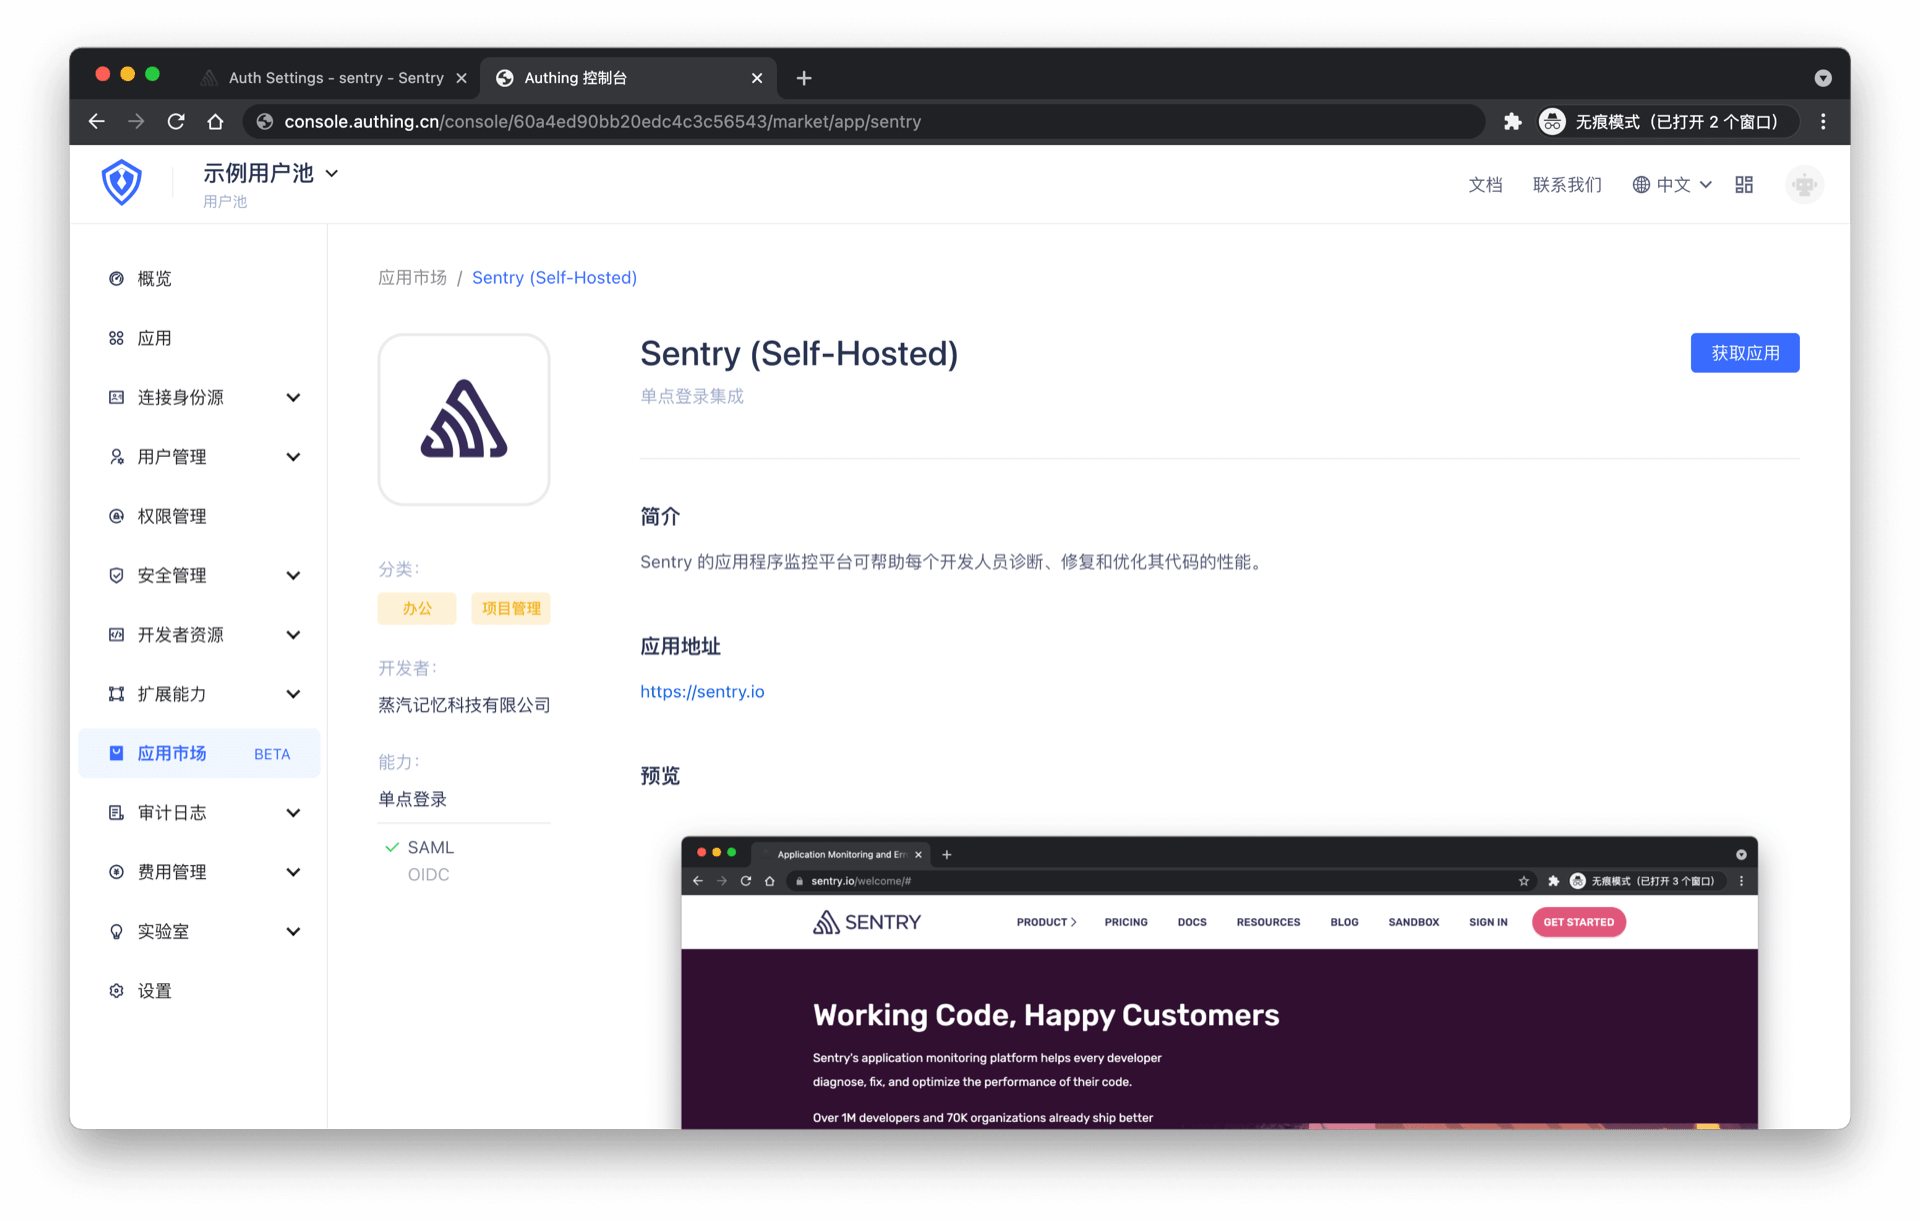 Auth Settings - sentry - Sentry
Authing 控制台
console.authing.cn/console/60a4ed90bb20edc4c3c56543/market/app/sentry
无痕模式（已打开 2 个窗口）
示例用户池
用户池
文档
联系我们
中文
概览
应用
连接身份源
用户管理
权限管理
安全管理
开发者资源
扩展能力
应用市场 BETA
审计日志
费用管理
实验室
设置
应用市场 / Sentry (Self-Hosted)
Sentry (Self-Hosted)
单点登录集成
获取应用
分类：
办公 项目管理
开发者：
蒸汽记忆科技有限公司
能力：
单点登录
SAML
OIDC
简介
Sentry 的应用程序监控平台可帮助每个开发人员诊断、修复和优化其代码的性能。
应用地址
https://sentry.io
预览
Application Monitoring and Err
sentry.io/welcome/#
无痕模式（已打开 3 个窗口）
SENTRY
PRODUCT PRICING DOCS RESOURCES BLOG SANDBOX SIGN IN GET STARTED
Working Code, Happy Customers
Sentry's application monitoring platform helps every developer
diagnose, fix, and optimize the performance of their code.
Over 1M developers and 70K organizations already ship better